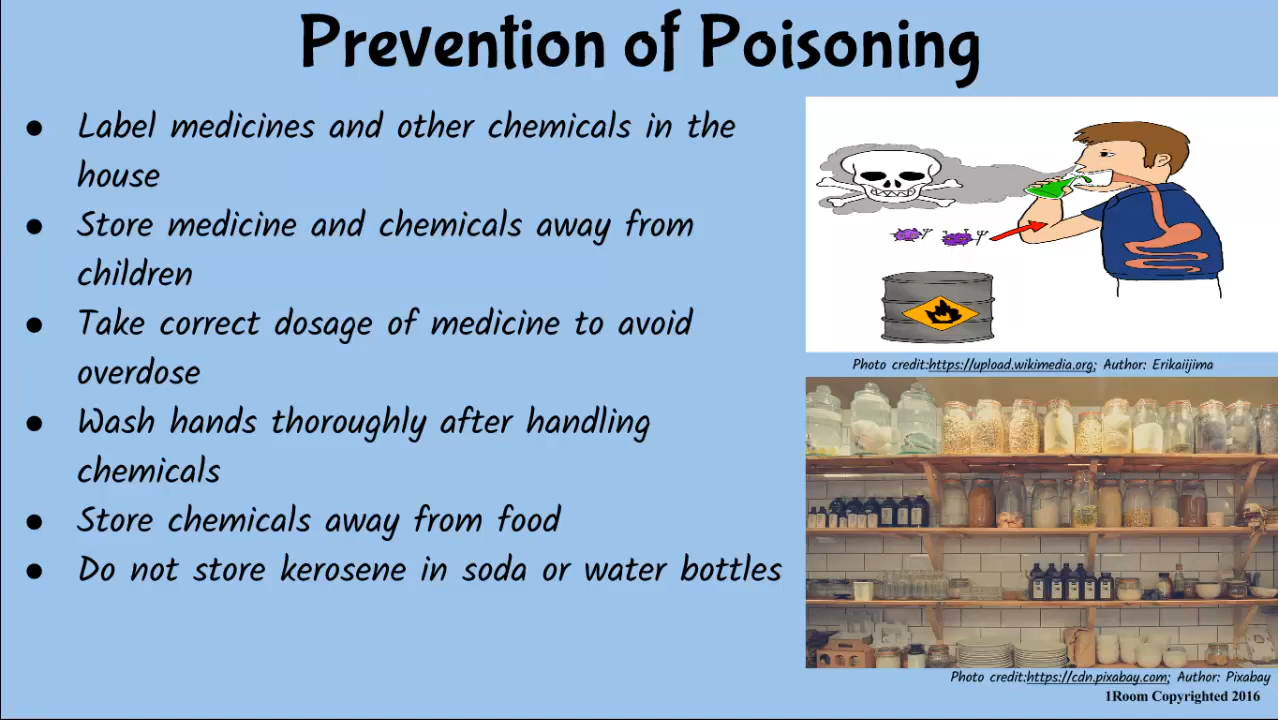 Prevention of Poisoning
● Label medicines and other chemicals in the
house
● Store medicine and chemicals away from
children
● Take correct dosage of medicine to avoid
overdose
● Wash hands thoroughly after handling
chemicals
● Store chemicals away from food
● Do not store kerosene in soda or water bottles
Photo credit:https://upload.wikimedia.org; Author: Erikaiijima
Photo credit:https://cdn.pixabay.com; Author: Pixabay
1Room Copyrighted 2016